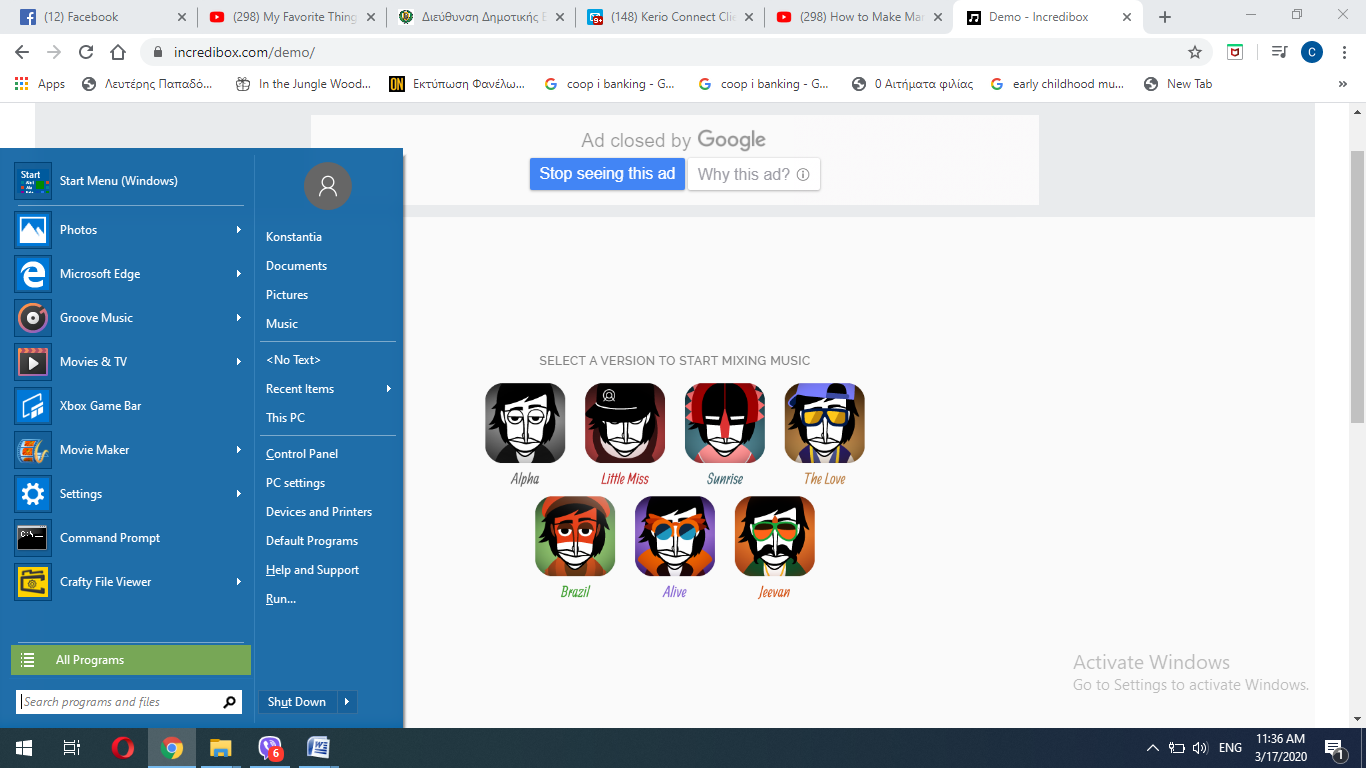 (12) Facebook
(298) My Favorite Thing
Διεύθυνση Δημοτικής Ε
(148) Kerio Connect Clie
(298) How to Make Mar
Demo - Incredibox
incredibox.com/demo/
C
Apps
Λευτέρης Παπαδό...
In the Jungle Wood...
ON
Εκτύπωση Φανέλω...
coop i banking - G...
coop i banking - G...
0 Αιτήματα φιλίας
early childhood mu...
New Tab
Ad closed by Google
Stop seeing this ad
Why this ad?
Start
Start Menu (Windows)
Photos
Microsoft Edge
Groove Music
Movies & TV
Xbox Game Bar
Movie Maker
Settings
Command Prompt
Crafty File Viewer
All Programs
Search programs and files
Konstantia
Documents
Pictures
Music
<No Text>
Recent Items
This PC
Control Panel
PC settings
Devices and Printers
Default Programs
Help and Support
Run...
Shut Down
SELECT A VERSION TO START MIXING MUSIC
Alpha
Little Miss
Sunrise
The Love
Brazil
Alive
Jeevan
Activate Windows
Go to Settings to activate Windows.
6
ENG
11:36 AM
3/17/2020
1